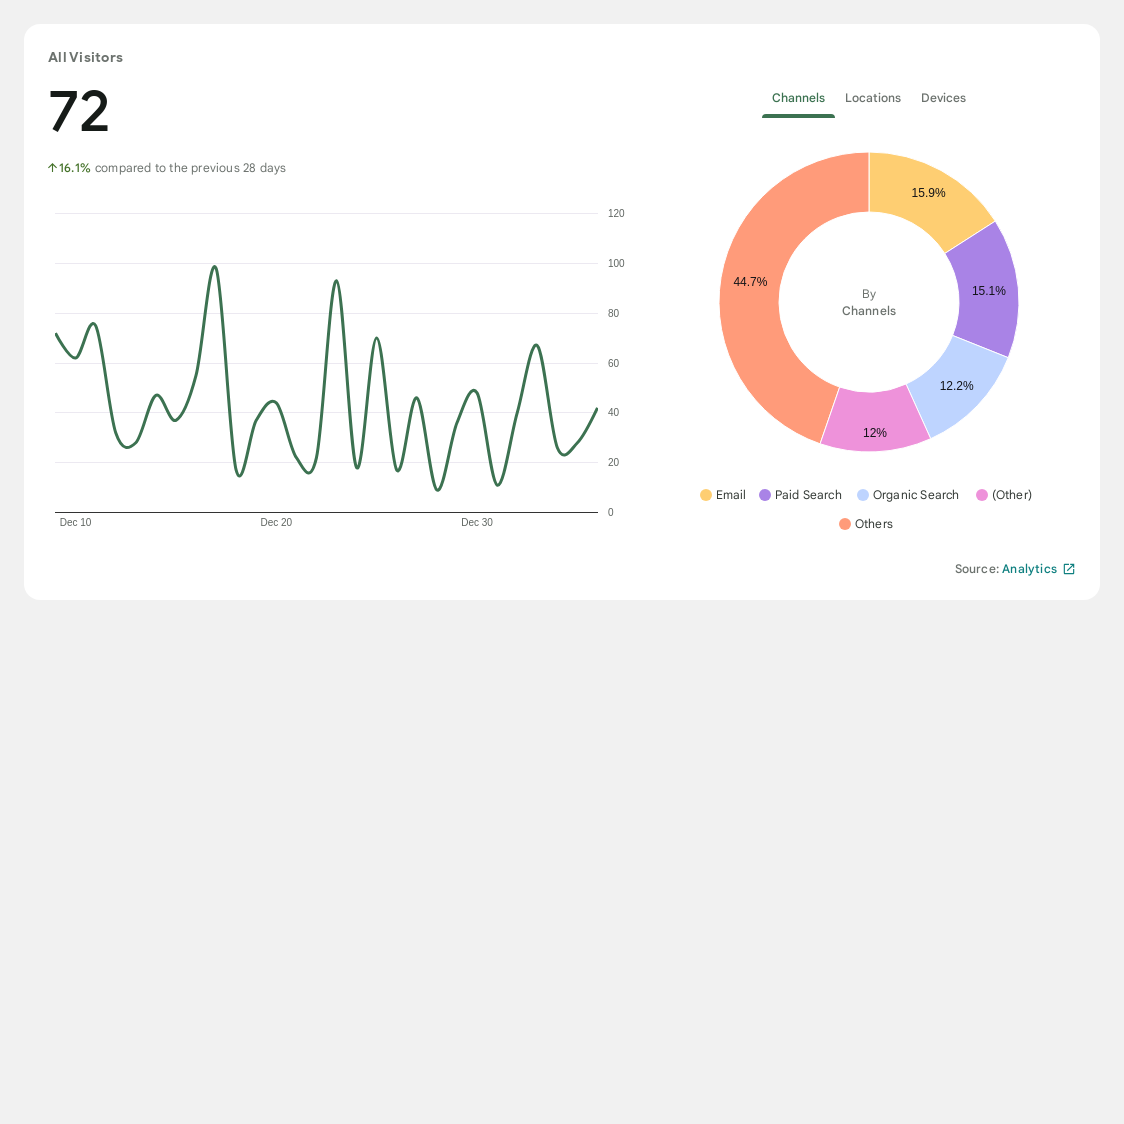 All Visitors
72
16.1% compared to the previous 28 days
120
100
80
60
40
20
0
Dec 10 Dec 20 Dec 30
Channels Locations Devices
15.9%
15.1%
12.2%
12%
44.7%
By
Channels
Email Paid Search Organic Search (Other)
Others
Source: Analytics